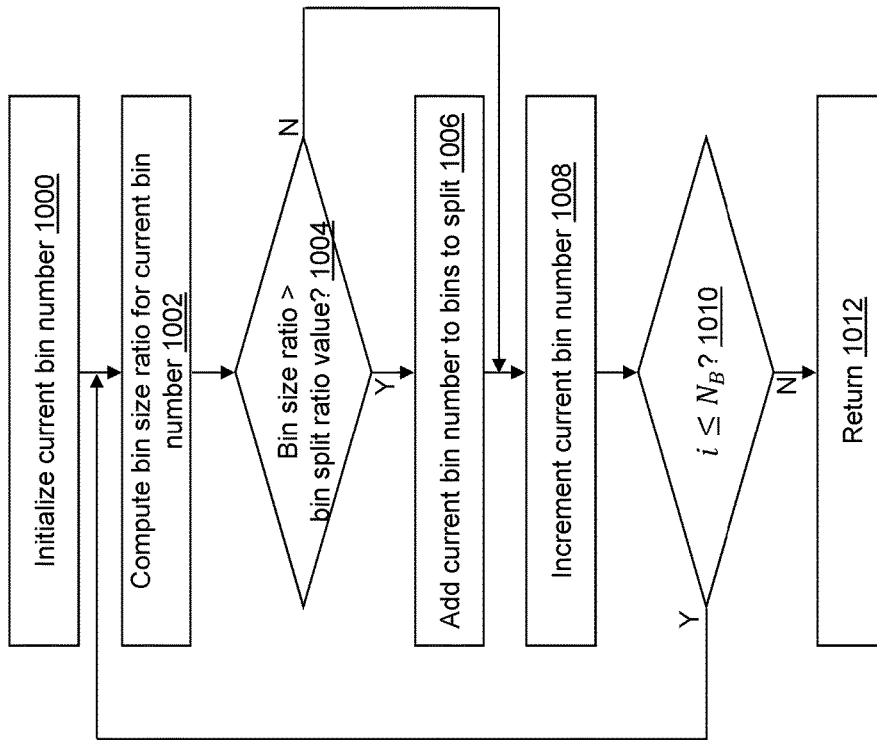 Initialize current bin number 1000
Compute bin size ratio for current bin
number 1002
Bin size ratio >
bin split ratio value? 1004
N
Y
Add current bin number to bins to split 1006
Increment current bin number 1008
i ≤ N_B? 1010
Y
N
Return 1012